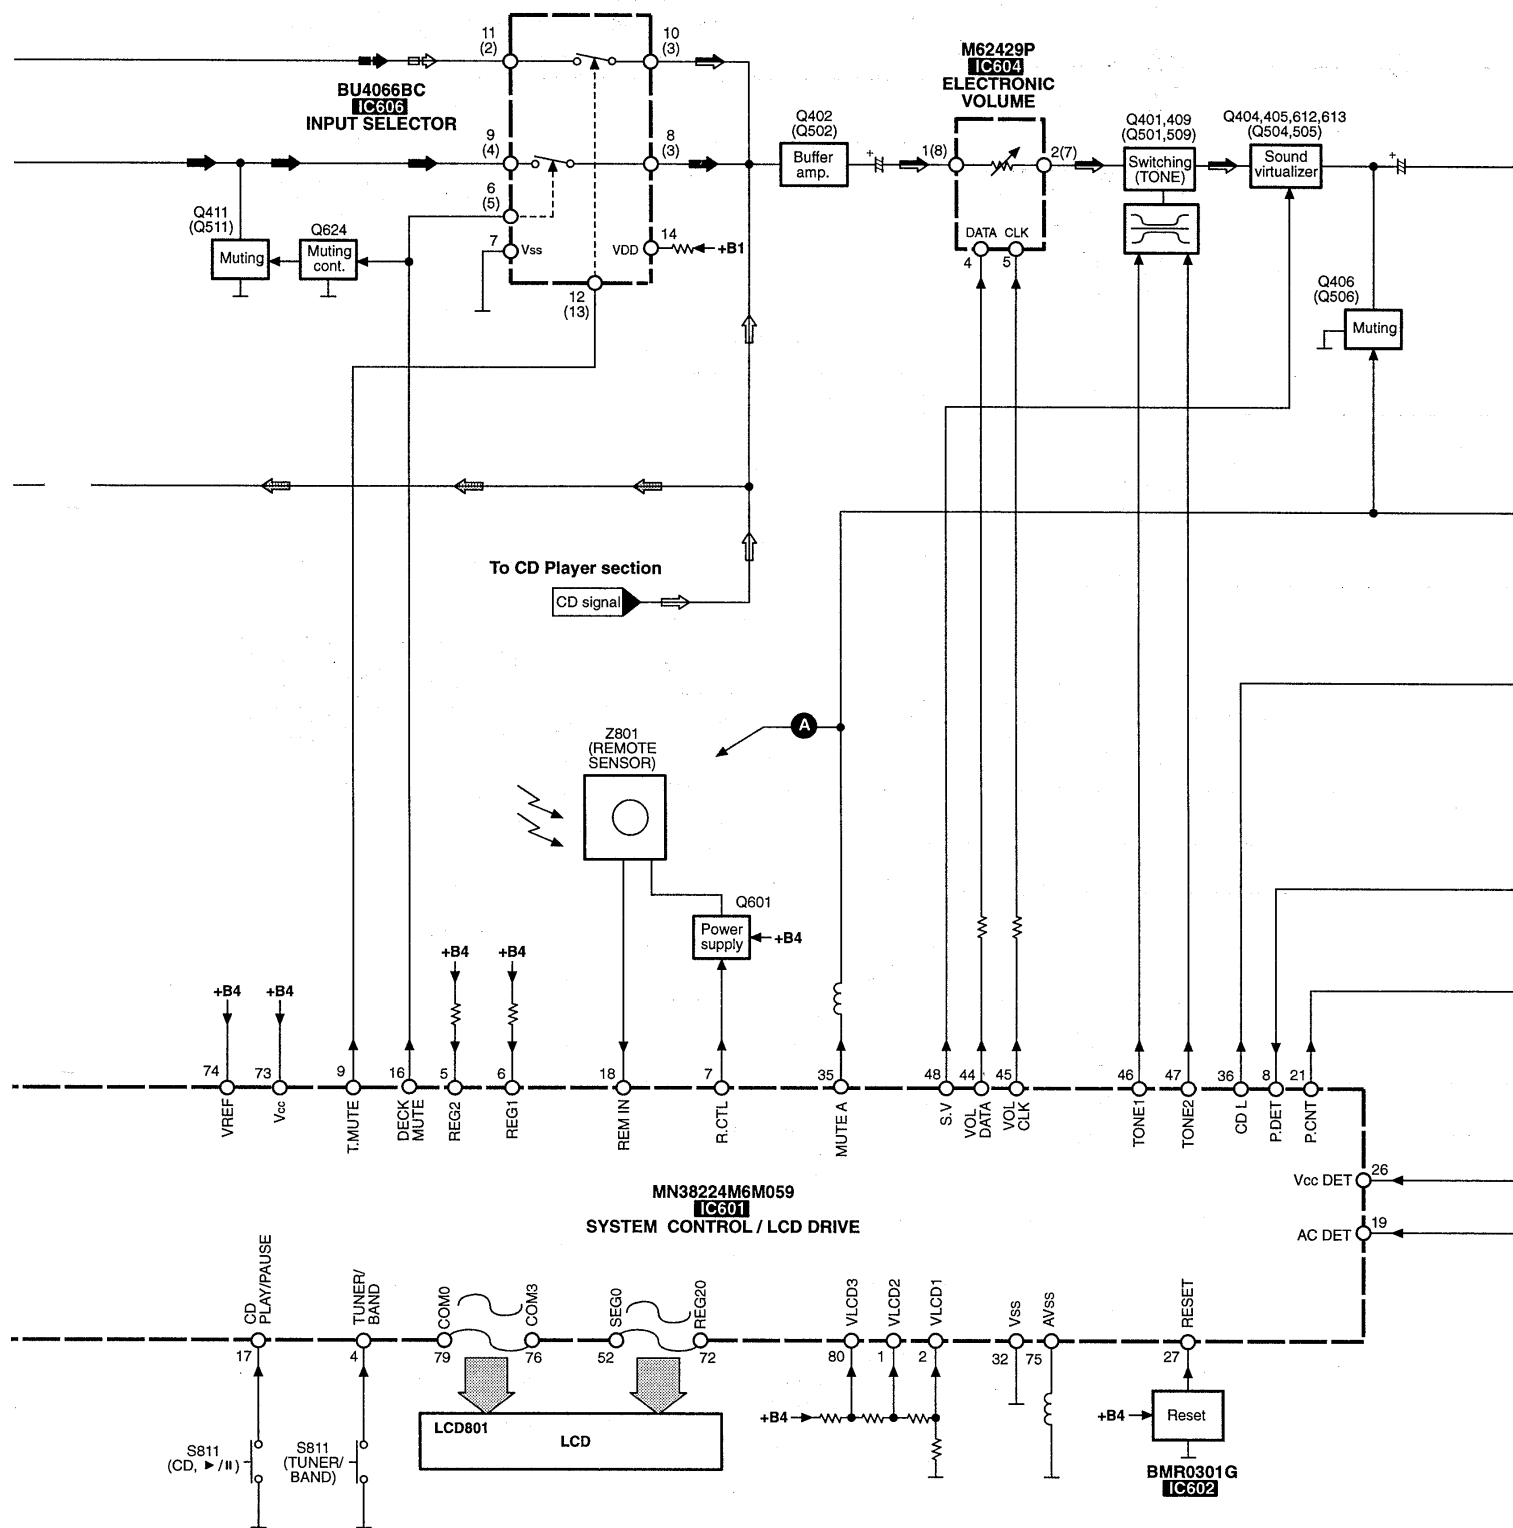 11
(2)
10
(3)
BU4066BC
IC606
INPUT SELECTOR
9
(4)
8
(3)
6
(5)
7
Vss
VDD
14
+B1
12
(13)
Q411
(Q511)
Muting
Q624
Muting
cont.
Q402
(Q502)
Buffer
amp.
+
1(8)
M62429P
IC604
ELECTRONIC
VOLUME
2(7)
DATA
CLK
4
5
Q401,409
(Q501,509)
Switching
(TONE)
Q404,405,612,613
(Q504,505)
Sound
virtualizer
+
Q406
(Q506)
Muting
To CD Player section
CD signal
A
Z801
(REMOTE
SENSOR)
Q601
Power
supply
+B4
+B4
+B4
+B4
+B4
74
73
9
16
5
6
18
7
35
48
44
45
46
47
36
8
21
VREF
Vcc
T.MUTE
DECK
MUTE
REG2
REG1
REM IN
R.CTL
MUTE A
S.V
VOL
DATA
VOL
CLK
TONE1
TONE2
CD L
P.DET
P.CNT
Vcc DET
26
AC DET
19
MN38224M6M059
IC601
SYSTEM CONTROL / LCD DRIVE
CD
PLAY/PAUSE
TUNER/
BAND
COM0
COM3
SEG0
REG20
VLCD3
VLCD2
VLCD1
Vss
AVss
RESET
17
4
79
76
52
72
80
1
2
32
75
27
LCD801
LCD
+B4
+B4
Reset
BMR0301G
IC602
S811
(CD, ►/II)
S811
(TUNER/
BAND)